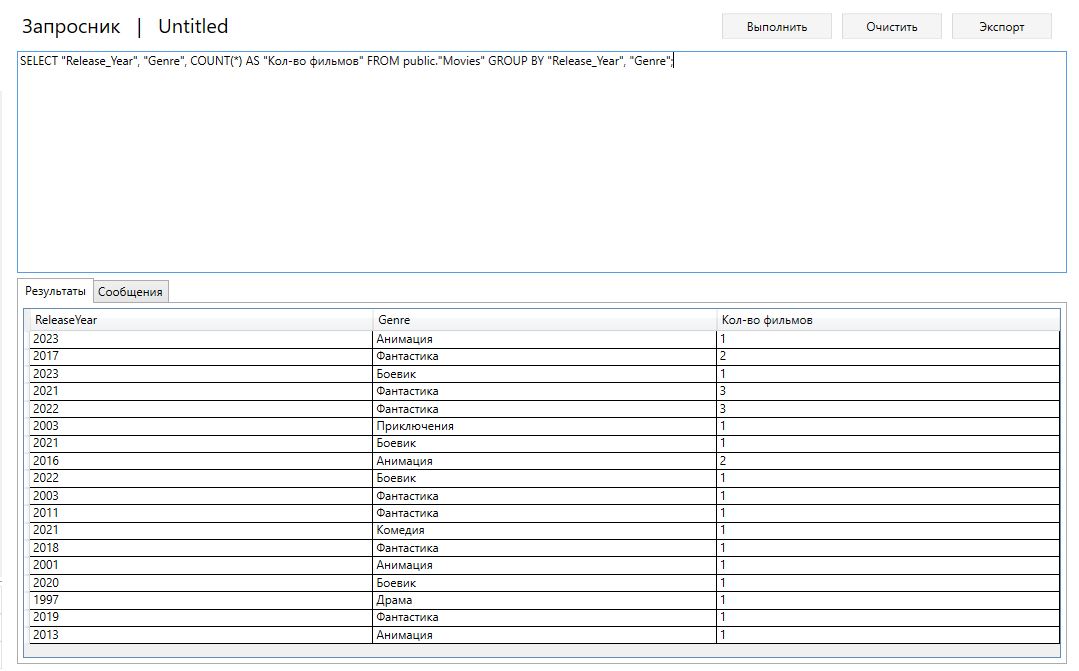 Запросник | Untitled Выполнить Очистить Экспорт
SELECT "Release_Year", "Genre", COUNT(*) AS "Кол-во фильмов" FROM public."Movies" GROUP BY "Release_Year", "Genre";
Результаты Сообщения
ReleaseYear Genre Кол-во фильмов
2023 Анимация 1
2017 Фантастика 2
2023 Боевик 1
2021 Фантастика 3
2022 Фантастика 3
2003 Приключения 1
2021 Боевик 1
2016 Анимация 2
2022 Боевик 1
2003 Фантастика 1
2011 Фантастика 1
2021 Комедия 1
2018 Фантастика 1
2001 Анимация 1
2020 Боевик 1
1997 Драма 1
2019 Фантастика 1
2013 Анимация 1